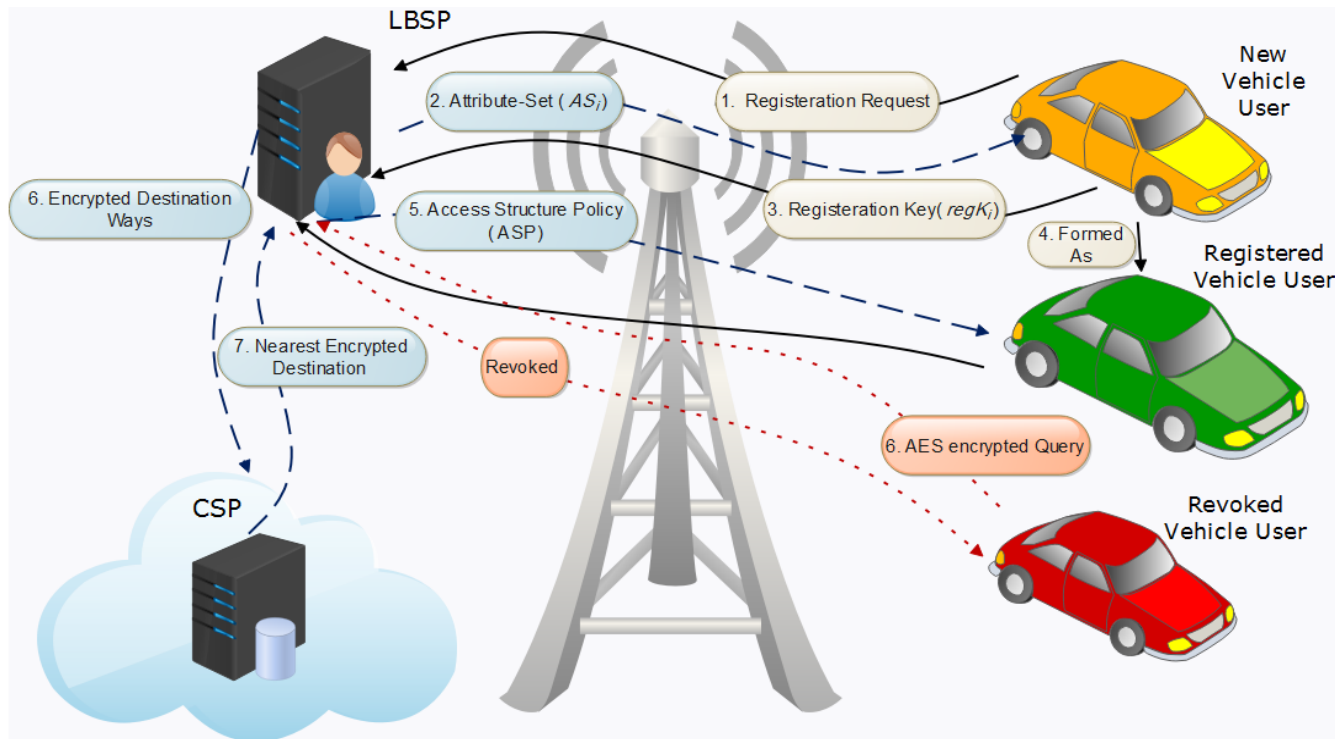 LBSP
New
Vehicle
User
2. Attribute-Set ( ASᵢ)
1. Registeration Request
6. Encrypted Destination
Ways
5. Access Structure Policy
( ASP)
3. Registeration Key( regKᵢ)
4. Formed
As
Registered
Vehicle User
7. Nearest Encrypted
Destination
Revoked
6. AES encrypted Query
CSP
Revoked
Vehicle User